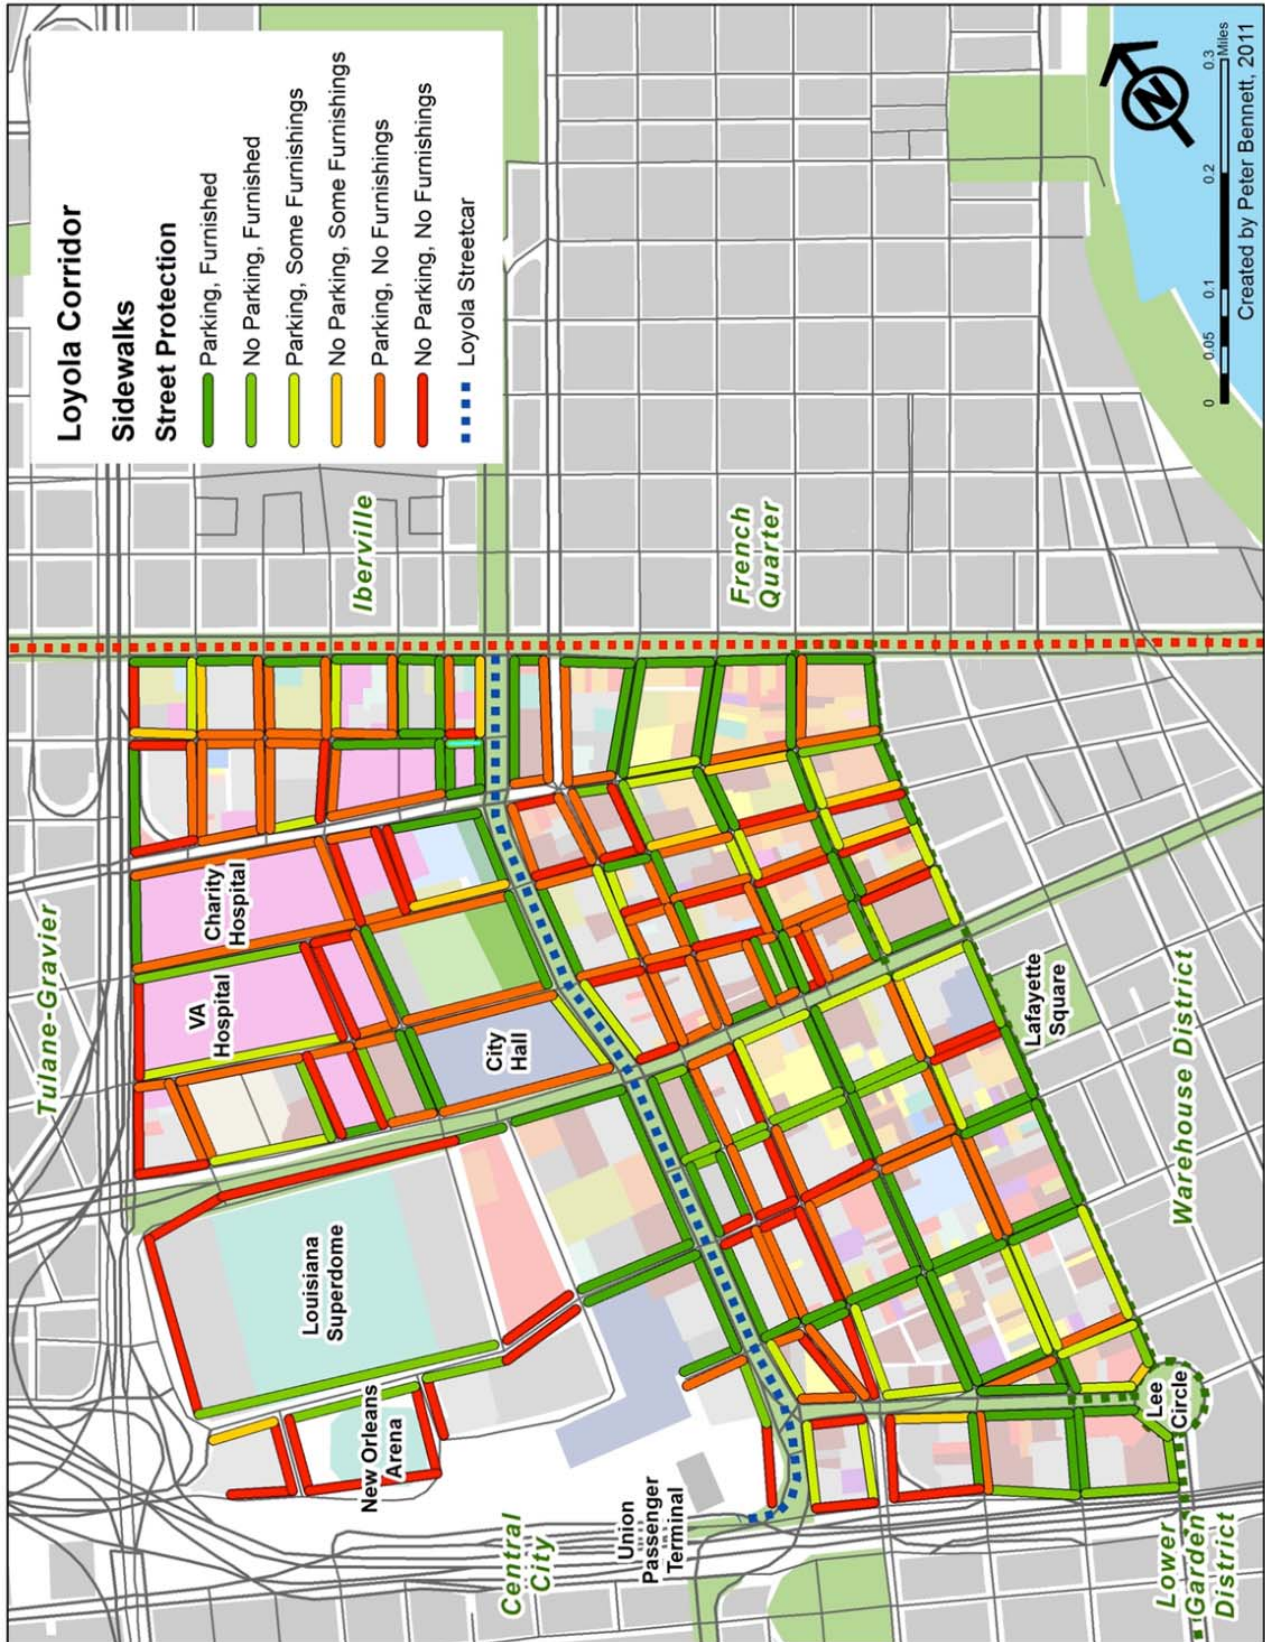 Loyola Corridor
Sidewalks
Street Protection
Parking, Furnished
No Parking, Furnished
Parking, Some Furnishings
No Parking, Some Furnishings
Parking, No Furnishings
No Parking, No Furnishings
Loyola Streetcar
Tulane-Gravier
Iberville
French
Quarter
Charity
Hospital
VA
Hospital
City
Hall
Louisiana
Superdome
New Orleans
Arena
Lafayette
Square
Warehouse District
Lee
Circle
Union
Passenger
Terminal
Central
City
Lower
Garden
District
N
0 0.05 0.1 0.2 0.3
Miles
Created by Peter Bennett, 2011